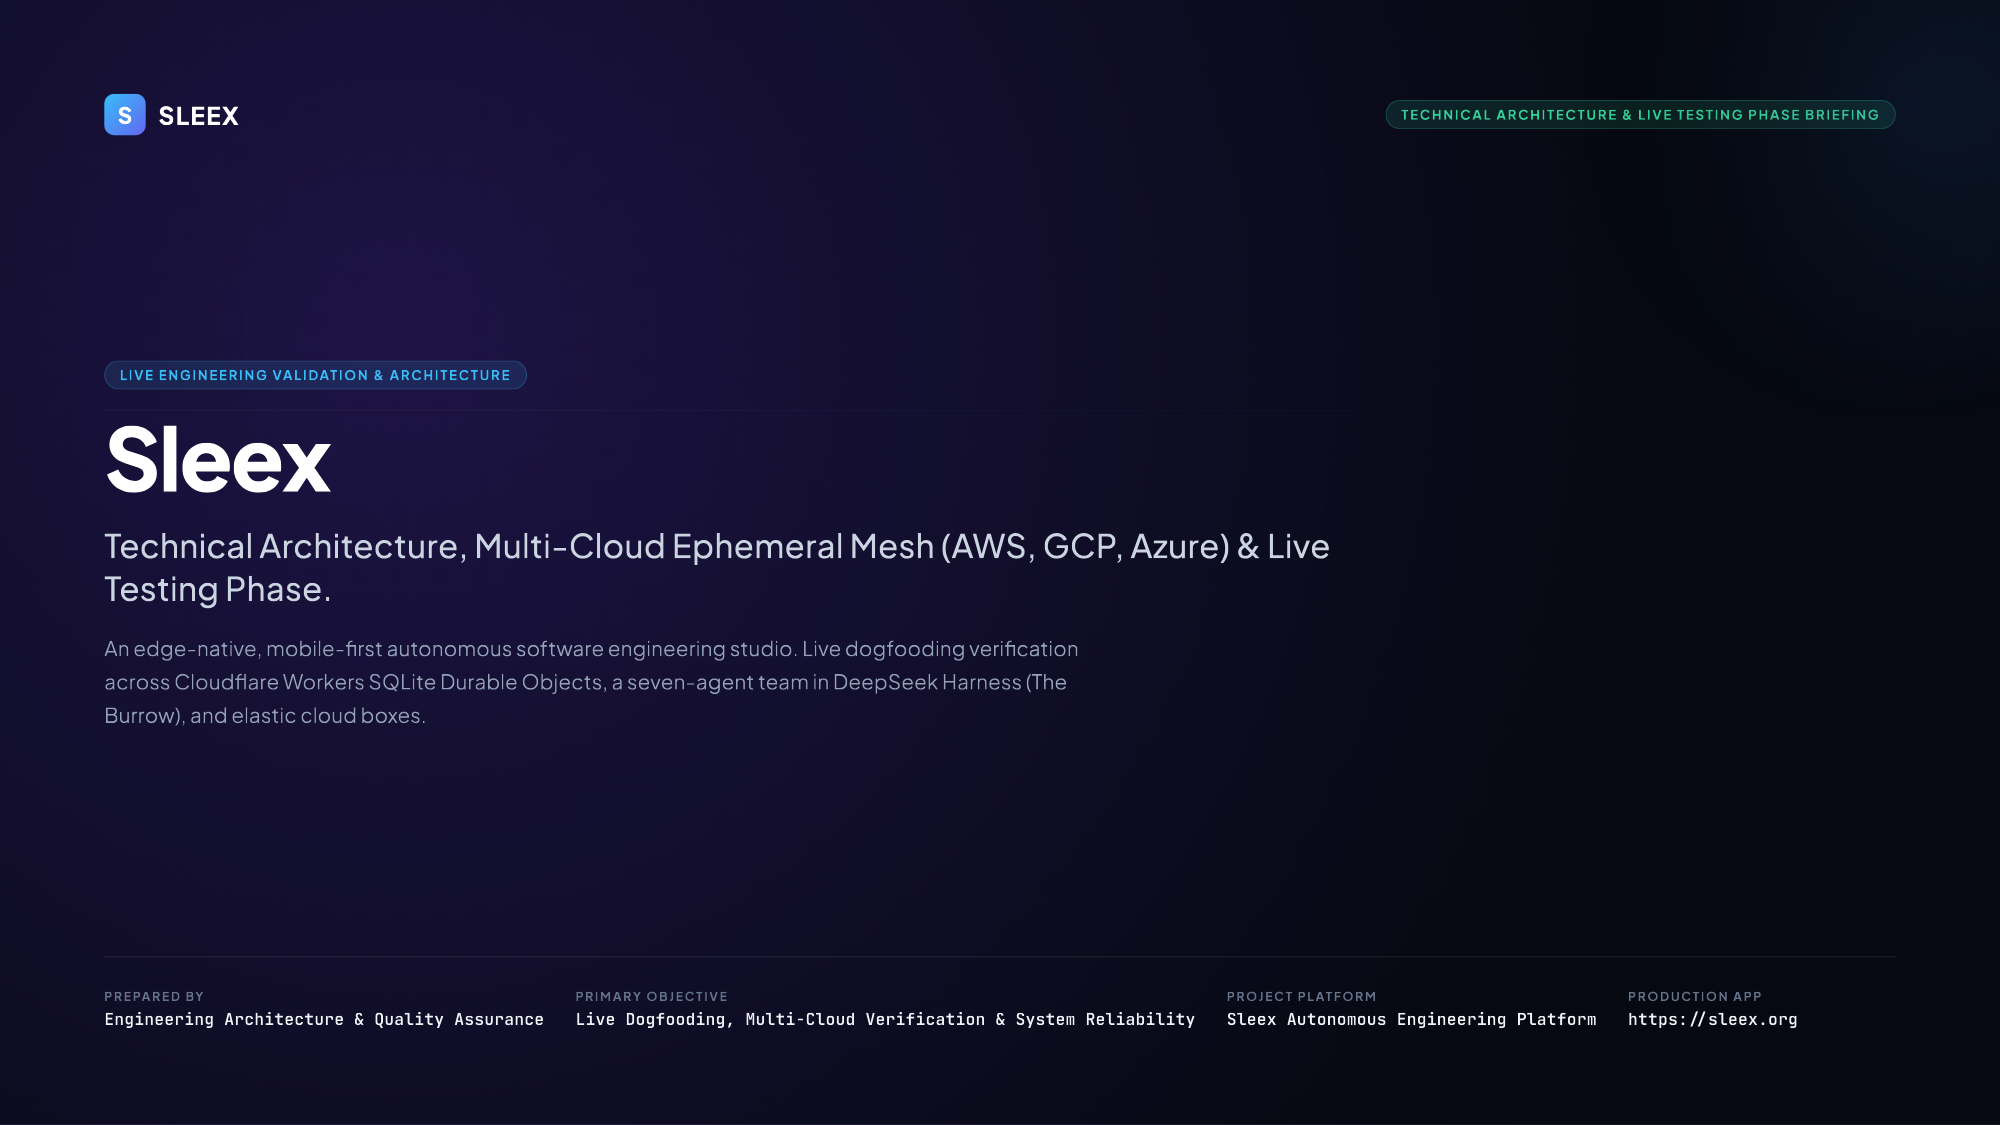 S SLEEX
TECHNICAL ARCHITECTURE & LIVE TESTING PHASE BRIEFING
LIVE ENGINEERING VALIDATION & ARCHITECTURE
Sleex
Technical Architecture, Multi-Cloud Ephemeral Mesh (AWS, GCP, Azure) & Live
Testing Phase.
An edge-native, mobile-first autonomous software engineering studio. Live dogfooding verification
across Cloudflare Workers SQLite Durable Objects, a seven-agent team in DeepSeek Harness (The
Burrow), and elastic cloud boxes.
PREPARED BY
Engineering Architecture & Quality Assurance
PRIMARY OBJECTIVE
Live Dogfooding, Multi-Cloud Verification & System Reliability
PROJECT PLATFORM
Sleex Autonomous Engineering Platform
PRODUCTION APP
https://sleex.org